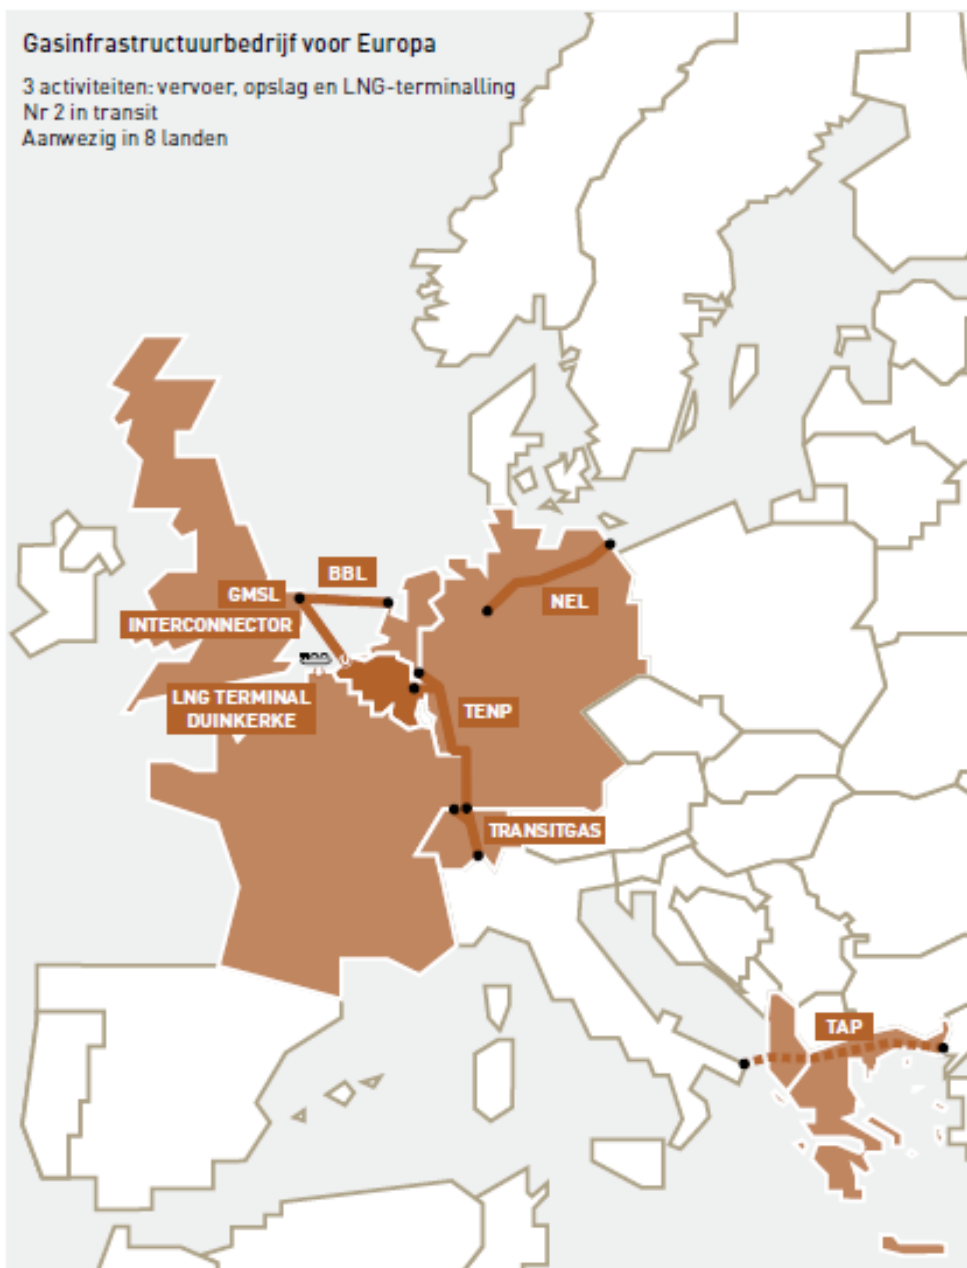 Gasinfrastructuurbedrijf voor Europa
3 activiteiten: vervoer, opslag en LNG-terminalling
Nr 2 in transit
Aanwezig in 8 landen
BBL
GMSL
NEL
INTERCONNECTOR
LNG TERMINAL
DUINKERKE
TENP
TRANSITGAS
TAP